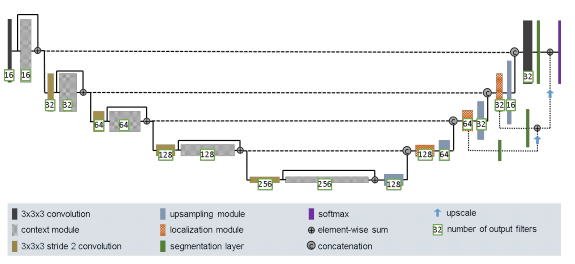 16 16 32
32 32 32 16
64 64 64 32
128 128 128 64
256 256 128
3x3x3 convolution upsampling module softmax upscale
context module localization module element-wise sum 32 number of output filters
3x3x3 stride 2 convolution segmentation layer concatenation